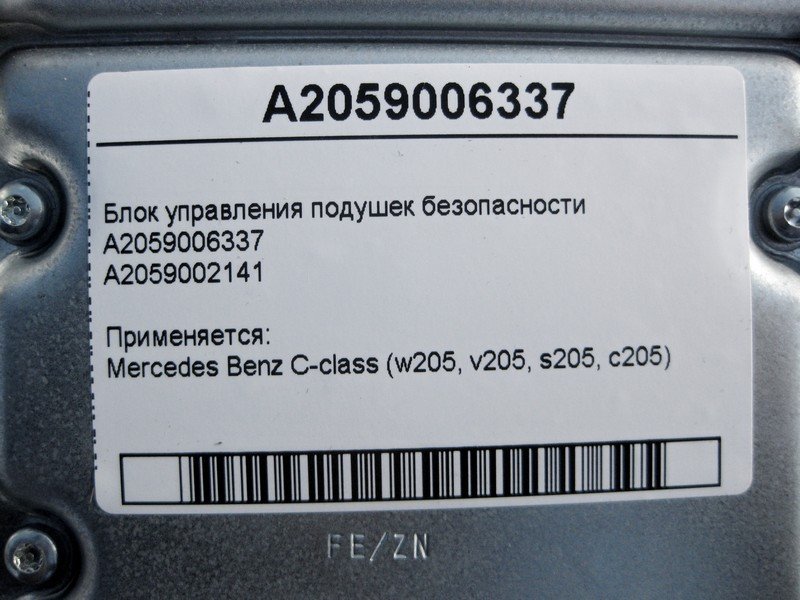 A2059006337
Блок управления подушек безопасности
A2059006337
A2059002141
Применяется:
Mercedes Benz C-class (w205, v205, s205, c205)
FE/ZN